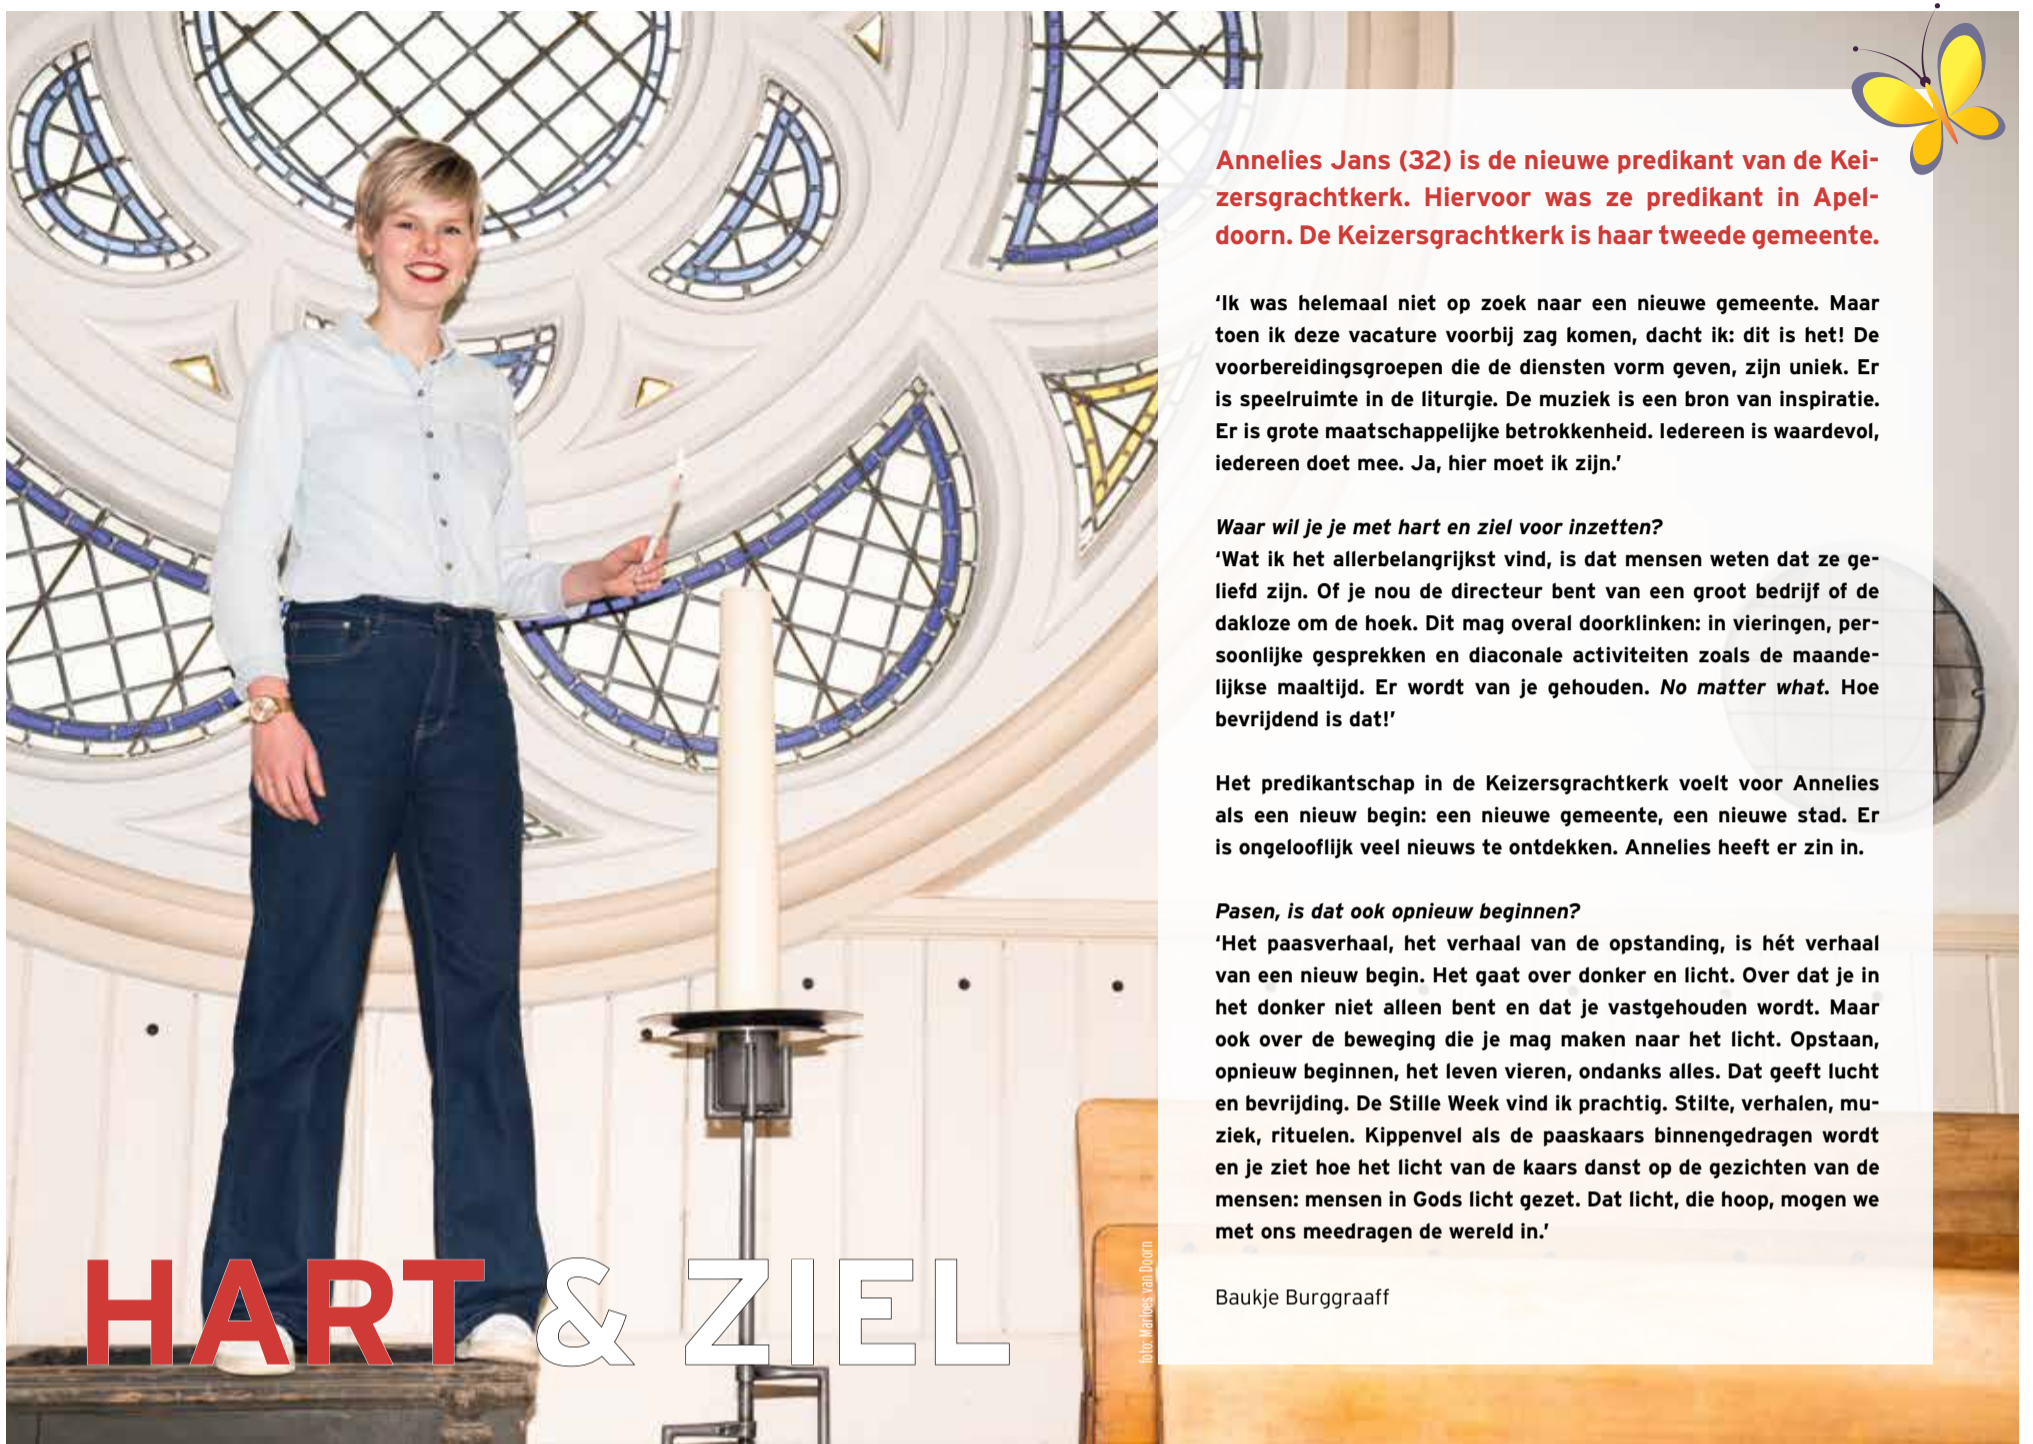 HART & ZIEL
foto: Marloes van Doorn
Annelies Jans (32) is de nieuwe predikant van de Kei-
zersgrachtkerk. Hiervoor was ze predikant in Apel-
doorn. De Keizersgrachtkerk is haar tweede gemeente.
‘Ik was helemaal niet op zoek naar een nieuwe gemeente. Maar
toen ik deze vacature voorbij zag komen, dacht ik: dit is het! De
voorbereidingsgroepen die de diensten vorm geven, zijn uniek. Er
is speelruimte in de liturgie. De muziek is een bron van inspiratie.
Er is grote maatschappelijke betrokkenheid. Iedereen is waardevol,
iedereen doet mee. Ja, hier moet ik zijn.’
Waar wil je je met hart en ziel voor inzetten?
‘Wat ik het allerbelangrijkst vind, is dat mensen weten dat ze ge-
liefd zijn. Of je nou de directeur bent van een groot bedrijf of de
dakloze om de hoek. Dit mag overal doorklinken: in vieringen, per-
soonlijke gesprekken en diaconale activiteiten zoals de maande-
lijkse maaltijd. Er wordt van je gehouden. No matter what. Hoe
bevrijdend is dat!’
Het predikantschap in de Keizersgrachtkerk voelt voor Annelies
als een nieuw begin: een nieuwe gemeente, een nieuwe stad. Er
is ongelooflijk veel nieuws te ontdekken. Annelies heeft er zin in.
Pasen, is dat ook opnieuw beginnen?
‘Het paasverhaal, het verhaal van de opstanding, is hét verhaal
van een nieuw begin. Het gaat over donker en licht. Over dat je in
het donker niet alleen bent en dat je vastgehouden wordt. Maar
ook over de beweging die je mag maken naar het licht. Opstaan,
opnieuw beginnen, het leven vieren, ondanks alles. Dat geeft lucht
en bevrijding. De Stille Week vind ik prachtig. Stilte, verhalen, mu-
ziek, rituelen. Kippenvel als de paaskaars binnengedragen wordt
en je ziet hoe het licht van de kaars danst op de gezichten van de
mensen: mensen in Gods licht gezet. Dat licht, die hoop, mogen we
met ons meedragen de wereld in.’
Baukje Burggraaff